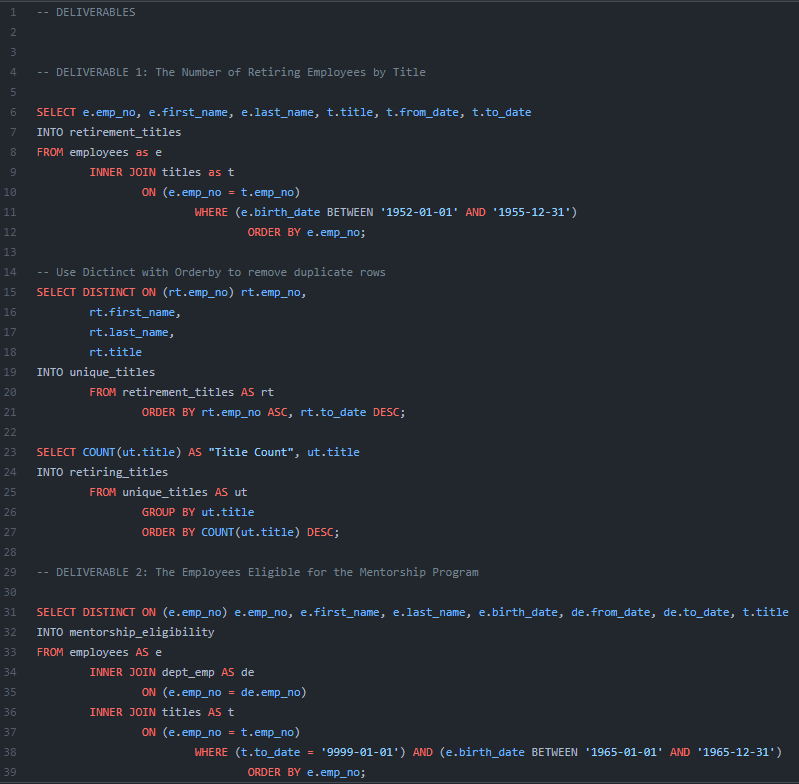 1 -- DELIVERABLES
2
3
4 -- DELIVERABLE 1: The Number of Retiring Employees by Title
5
6 SELECT e.emp_no, e.first_name, e.last_name, t.title, t.from_date, t.to_date
7 INTO retirement_titles
8 FROM employees as e
9 INNER JOIN titles as t
10 ON (e.emp_no = t.emp_no)
11 WHERE (e.birth_date BETWEEN '1952-01-01' AND '1955-12-31')
12 ORDER BY e.emp_no;
13
14 -- Use Dictinct with Orderby to remove duplicate rows
15 SELECT DISTINCT ON (rt.emp_no) rt.emp_no,
16 rt.first_name,
17 rt.last_name,
18 rt.title
19 INTO unique_titles
20 FROM retirement_titles AS rt
21 ORDER BY rt.emp_no ASC, rt.to_date DESC;
22
23 SELECT COUNT(ut.title) AS "Title Count", ut.title
24 INTO retiring_titles
25 FROM unique_titles AS ut
26 GROUP BY ut.title
27 ORDER BY COUNT(ut.title) DESC;
28
29 -- DELIVERABLE 2: The Employees Eligible for the Mentorship Program
30
31 SELECT DISTINCT ON (e.emp_no) e.emp_no, e.first_name, e.last_name, e.birth_date, de.from_date, de.to_date, t.title
32 INTO mentorship_eligibility
33 FROM employees AS e
34 INNER JOIN dept_emp AS de
35 ON (e.emp_no = de.emp_no)
36 INNER JOIN titles AS t
37 ON (e.emp_no = t.emp_no)
38 WHERE (t.to_date = '9999-01-01') AND (e.birth_date BETWEEN '1965-01-01' AND '1965-12-31')
39 ORDER BY e.emp_no;